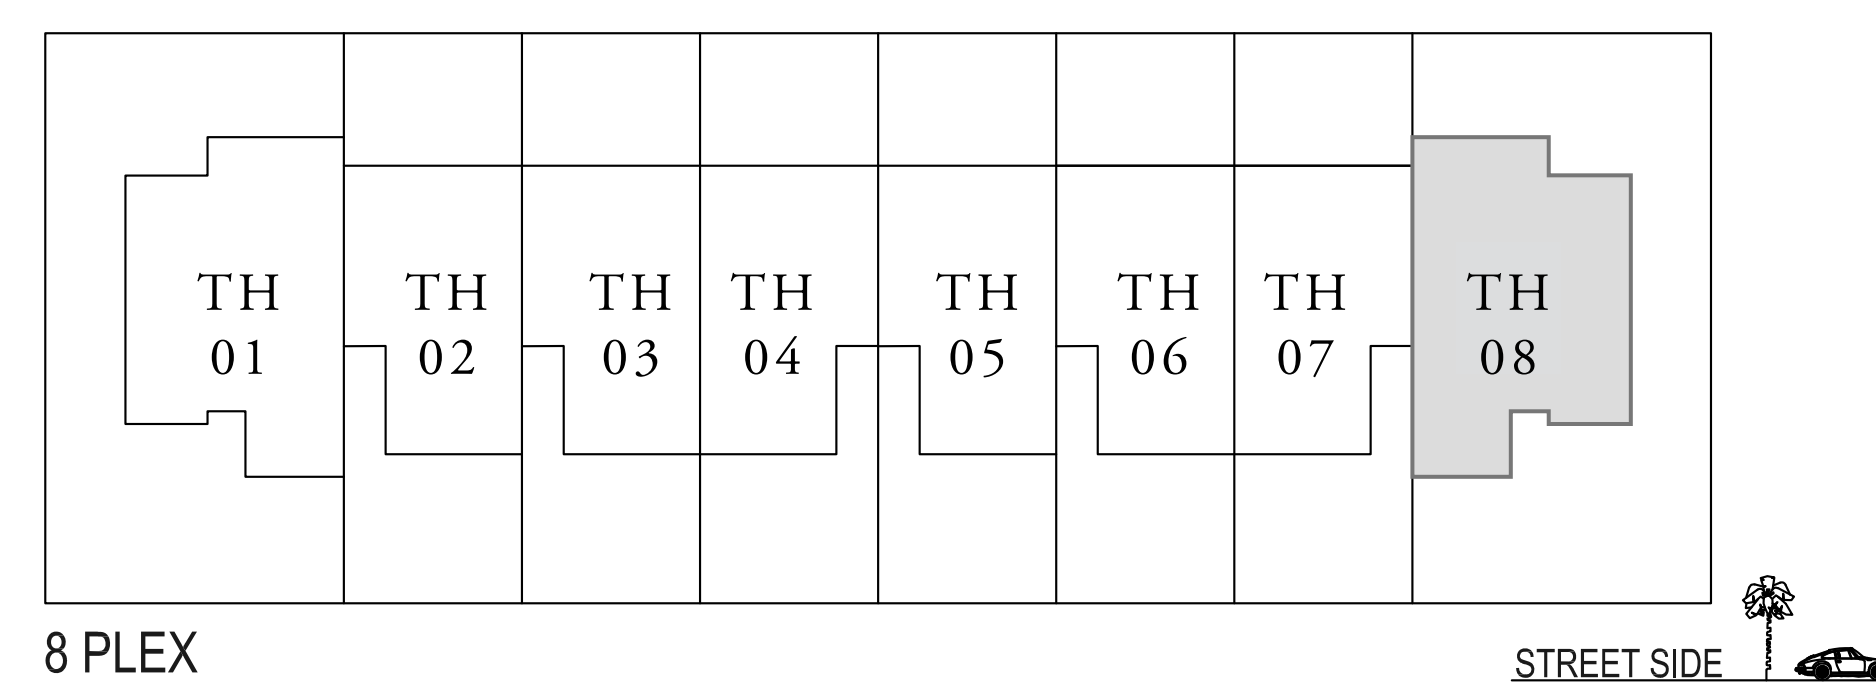 TH TH TH TH TH TH TH TH
01 02 03 04 05 06 07 08
8 PLEX
STREET SIDE